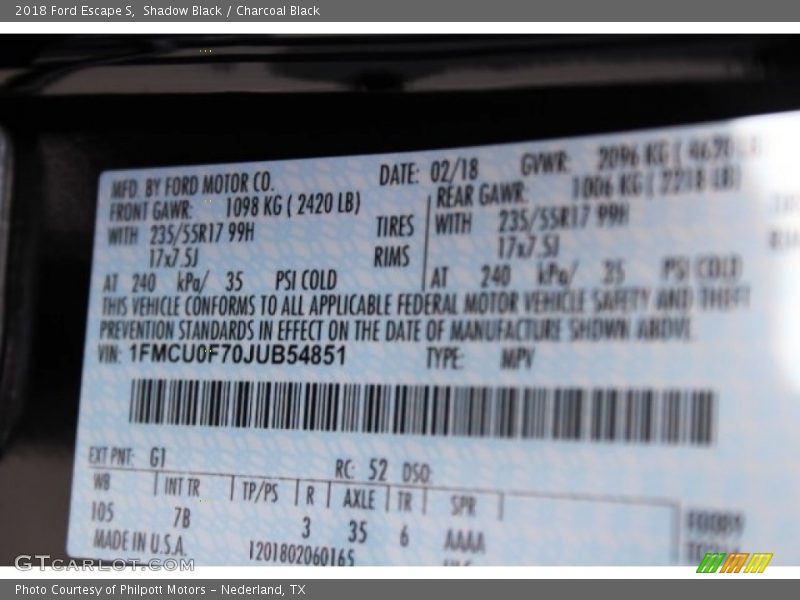 2018 Ford Escape S,  Shadow Black / Charcoal Black
MFD. BY FORD MOTOR CO. DATE: 02/18 GVWR: 2096 KG ( 4620
FRONT GAWR: 1098 KG ( 2420 LB) REAR GAWR: 1006 KG ( 2218 LB)
WITH 235/55R17 99H TIRES WITH 235/55R17 99H
17x7.5J RIMS 17x7.5J
AT 240 kPa/ 35 PSI COLD AT 240 kPa/ 35 PSI COLD
THIS VEHICLE CONFORMS TO ALL APPLICABLE FEDERAL MOTOR VEHICLE SAFETY AND THEFT
PREVENTION STANDARDS IN EFFECT ON THE DATE OF MANUFACTURE SHOWN ABOVE.
VIN: 1FMCU0F70JUB54851 TYPE: MPV
EXT PNT: G1 RC: 52 DSO:
WB INT TR TP/PS R AXLE TR SPR
105 7B 3 35 6 AAAA
MADE IN U.S.A. 1201802060165
GTCARLOT.COM
Photo Courtesy of Philpott Motors - Nederland, TX